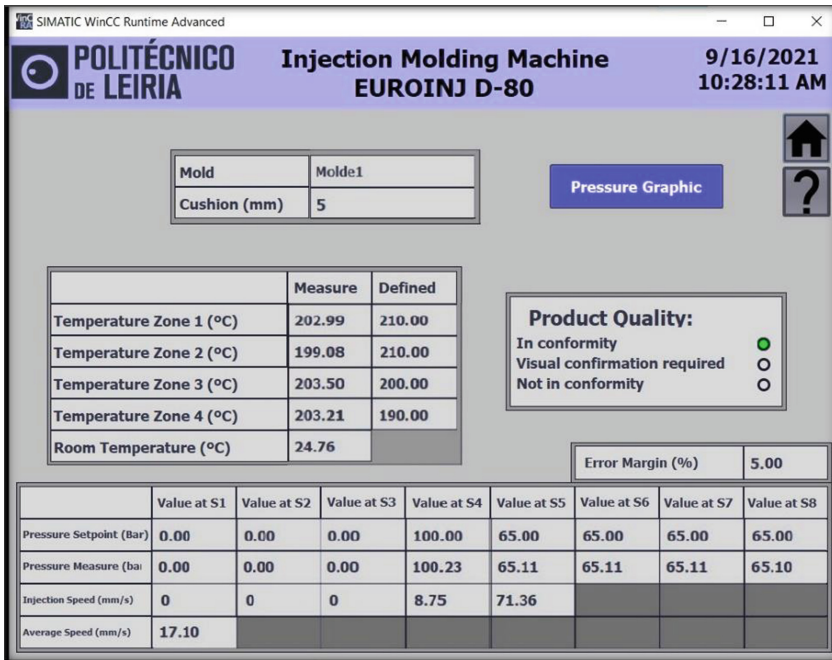 SIMATIC WinCC Runtime Advanced
POLITÉCNICO
DE LEIRIA
Injection Molding Machine
EUROINJ D-80
9/16/2021
10:28:11 AM
Mold Molde1
Cushion (mm) 5
Pressure Graphic
?
Measure Defined
Temperature Zone 1 (ºC) 202.99 210.00
Temperature Zone 2 (ºC) 199.08 210.00
Temperature Zone 3 (ºC) 203.50 200.00
Temperature Zone 4 (ºC) 203.21 190.00
Room Temperature (ºC) 24.76
Product Quality:
In conformity
Visual confirmation required
Not in conformity
Error Margin (%) 5.00
Value at S1 Value at S2 Value at S3 Value at S4 Value at S5 Value at S6 Value at S7 Value at S8
Pressure Setpoint (Bar) 0.00 0.00 0.00 100.00 65.00 65.00 65.00 65.00
Pressure Measure (bar 0.00 0.00 0.00 100.23 65.11 65.11 65.11 65.10
Injection Speed (mm/s) 0 0 0 8.75 71.36
Average Speed (mm/s) 17.10